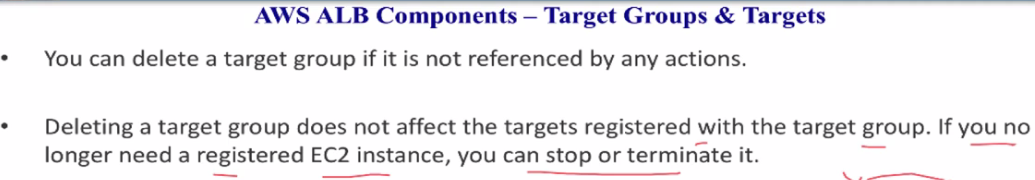 AWS ALB Components – Target Groups & Targets
• You can delete a target group if it is not referenced by any actions.
• Deleting a target group does not affect the targets registered with the target group. If you no
longer need a registered EC2 instance, you can stop or terminate it.